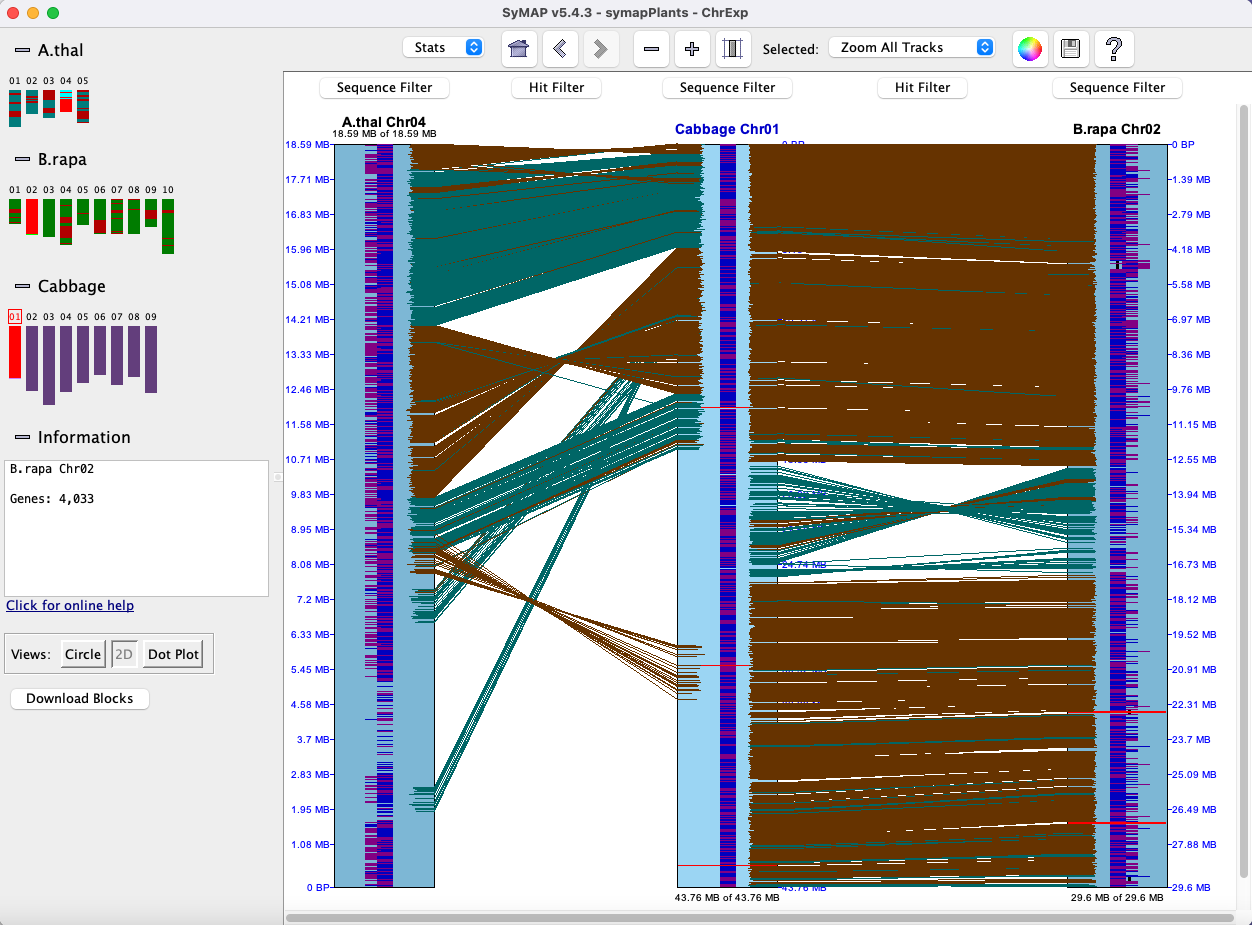 SyMAP v5.4.3 - symapPlants - ChrExp
Stats
Selected: Zoom All Tracks
A.thal
01 02 03 04 05
B.rapa
01 02 03 04 05 06 07 08 09 10
Cabbage
01 02 03 04 05 06 07 08 09
Information
B.rapa Chr02
Genes: 4,033
Click for online help
Views: Circle 2D Dot Plot
Download Blocks
Sequence Filter Hit Filter Sequence Filter Hit Filter Sequence Filter
A.thal Chr04
18.59 MB of 18.59 MB
Cabbage Chr01
B.rapa Chr02
18.59 MB
17.71 MB
16.83 MB
15.96 MB
15.08 MB
14.21 MB
13.33 MB
12.46 MB
11.58 MB
10.71 MB
9.83 MB
8.95 MB
8.08 MB
7.2 MB
6.33 MB
5.45 MB
4.58 MB
3.7 MB
2.83 MB
1.95 MB
1.08 MB
0 BP
24.74 MB
43.76 MB
43.76 MB of 43.76 MB
0 BP
1.39 MB
2.79 MB
4.18 MB
5.58 MB
6.97 MB
8.36 MB
9.76 MB
11.15 MB
12.55 MB
13.94 MB
15.34 MB
16.73 MB
18.12 MB
19.52 MB
20.91 MB
22.31 MB
23.7 MB
25.09 MB
26.49 MB
27.88 MB
29.6 MB
29.6 MB of 29.6 MB